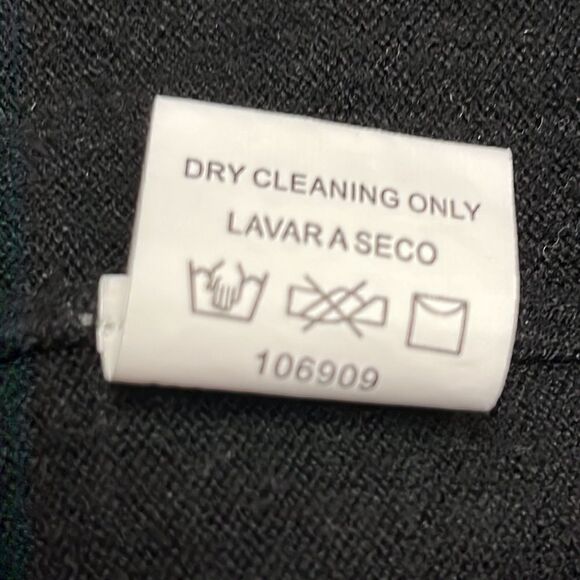 DRY CLEANING ONLY
LAVAR A SECO
106909